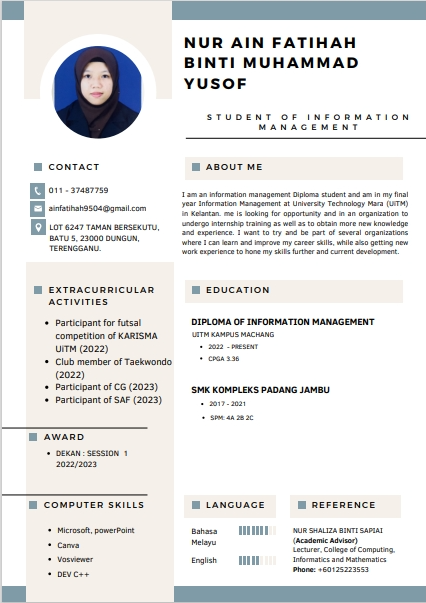 NUR AIN FATIHAH
BINTI MUHAMMAD
YUSOF
STUDENT OF INFORMATION
MANAGEMENT
CONTACT
011 - 37487759
ainfatihah9504@gmail.com
LOT 6247 TAMAN BERSEKUTU,
BATU 5, 23000 DUNGUN,
TERENGGANU.
ABOUT ME
I am an information management Diploma student and am in my final
year Information Management at University Technology Mara (UiTM)
in Kelantan. me is looking for opportunity and in an organization to
undergo internship training as well as to obtain more new knowledge
and experience. I want to try and be part of several organizations
where I can learn and improve my career skills, while also getting new
work experience to hone my skills further and current development.
EXTRACURRICULAR
ACTIVITIES
• Participant for futsal
competition of KARISMA
UiTM (2022)
• Club member of Taekwondo
(2022)
• Participant of CG (2023)
• Participant of SAF (2023)
EDUCATION
DIPLOMA OF INFORMATION MANAGEMENT
UITM KAMPUS MACHANG
• 2022 - PRESENT
• CPGA 3.36
SMK KOMPLEKS PADANG JAMBU
• 2017 - 2021
• SPM: 4A 2B 2C
AWARD
• DEKAN : SESSION 1
2022/2023
COMPUTER SKILLS
• Microsoft, powerPoint
• Canva
• Vosviewer
• DEV C++
LANGUAGE
Bahasa
Melayu
English
REFERENCE
NUR SHALIZA BINTI SAPIAI
(Academic Advisor)
Lecturer, College of Computing,
Informatics and Mathematics
Phone: +60125223553